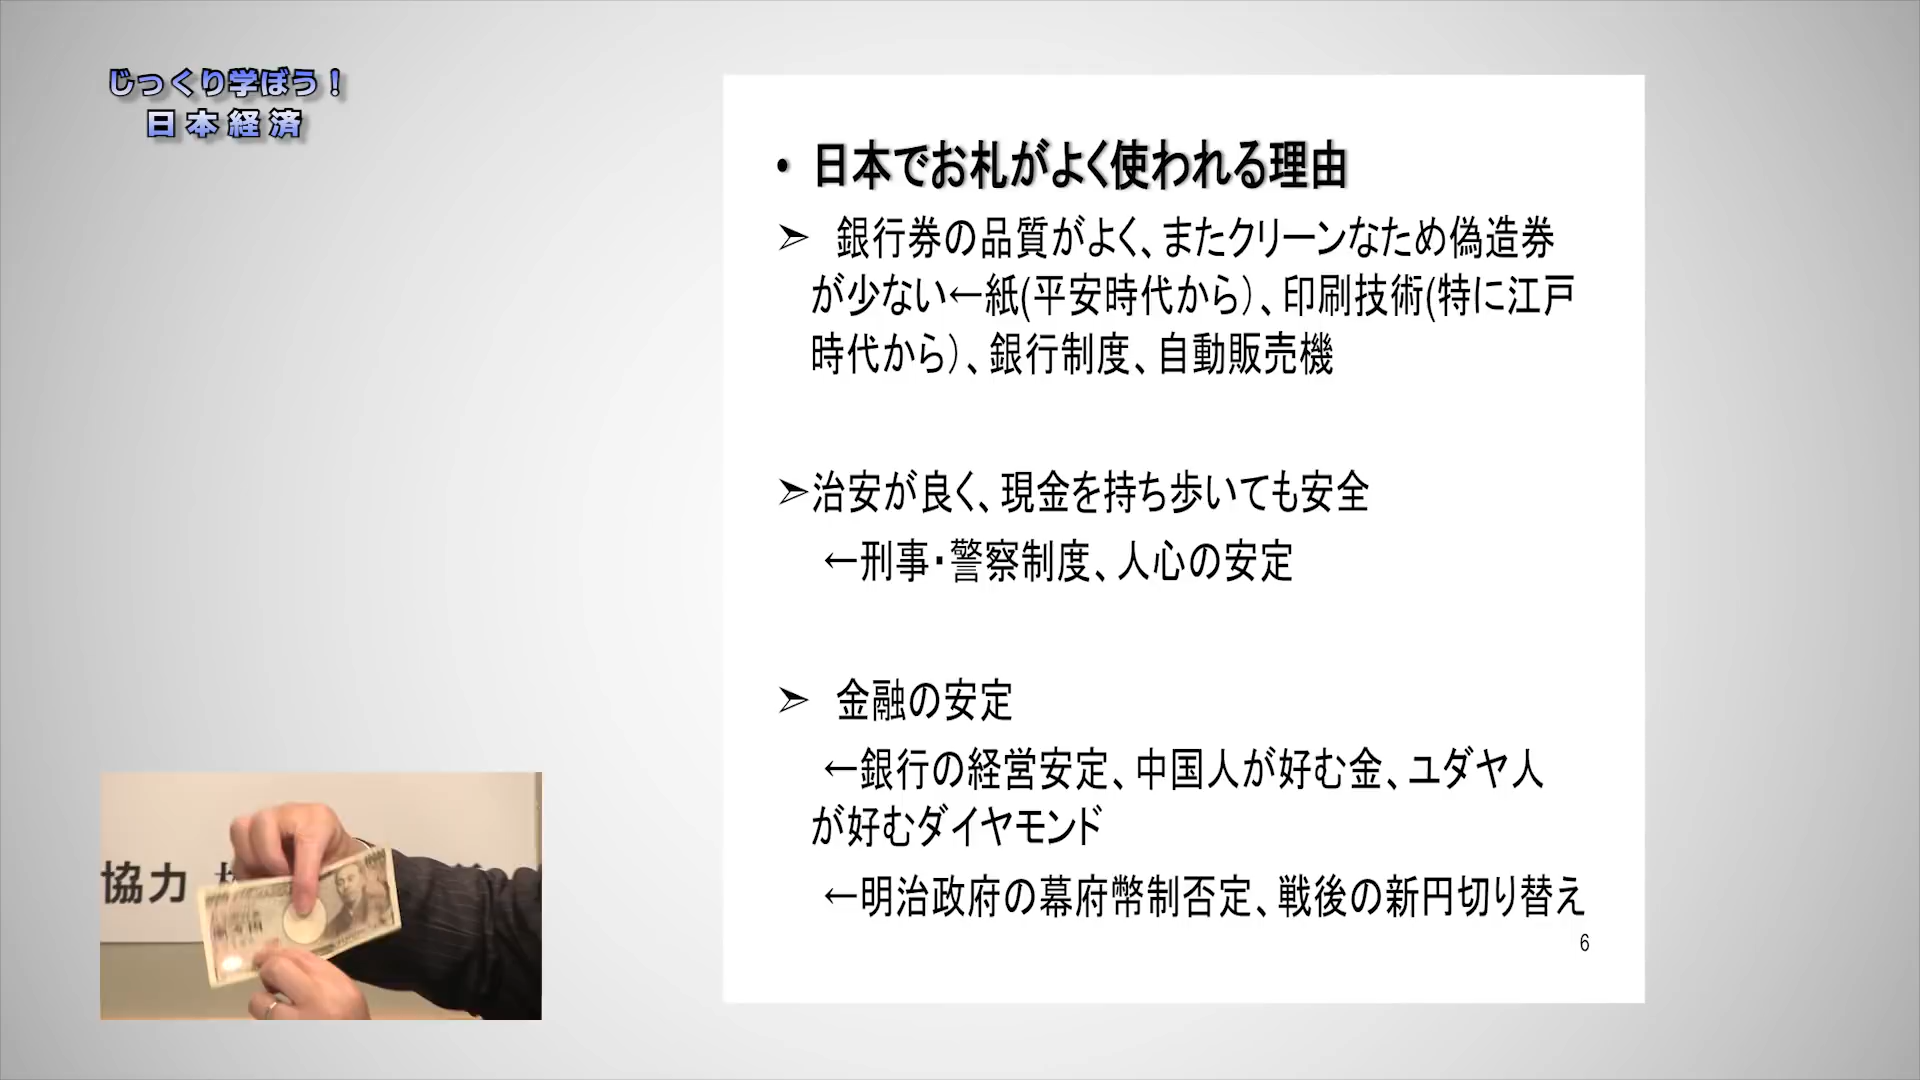 じっくり学ぼう！
日本経済
• 日本でお札がよく使われる理由
➢ 銀行券の品質がよく、またクリーンなため偽造券
が少ない←紙(平安時代から)、印刷技術(特に江戸
時代から)、銀行制度、自動販売機
➢治安が良く、現金を持ち歩いても安全
←刑事・警察制度、人心の安定
➢ 金融の安定
←銀行の経営安定、中国人が好む金、ユダヤ人
が好むダイヤモンド
←明治政府の幕府幣制否定、戦後の新円切り替え
6
協力